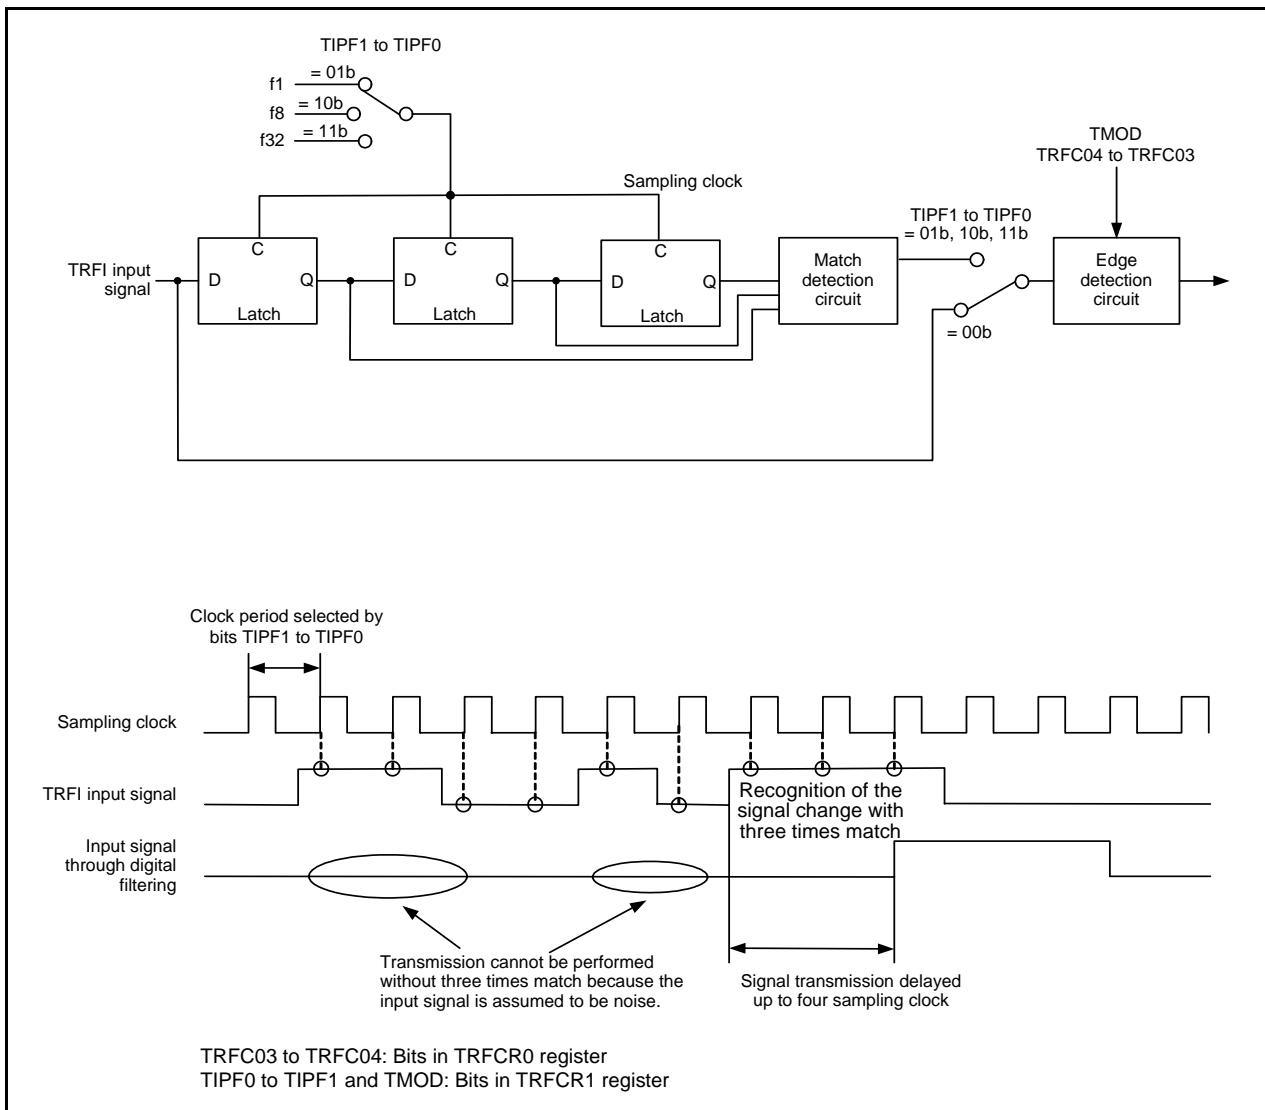 TIPF1 to TIPF0
f1
= 01b
f8
= 10b
f32
= 11b
Sampling clock
TMOD
TRFC04 to TRFC03
TIPF1 to TIPF0
= 01b, 10b, 11b
TRFI input
signal
C
D
Q
Latch
C
D
Q
Latch
C
D
Q
Latch
Match
detection
circuit
= 00b
Edge
detection
circuit
Clock period selected by
bits TIPF1 to TIPF0
Sampling clock
TRFI input signal
Recognition of the
signal change with
three times match
Input signal
through digital
filtering
Transmission cannot be performed
without three times match because the
input signal is assumed to be noise.
Signal transmission delayed
up to four sampling clock
TRFC03 to TRFC04: Bits in TRFCR0 register
TIPF0 to TIPF1 and TMOD: Bits in TRFCR1 register